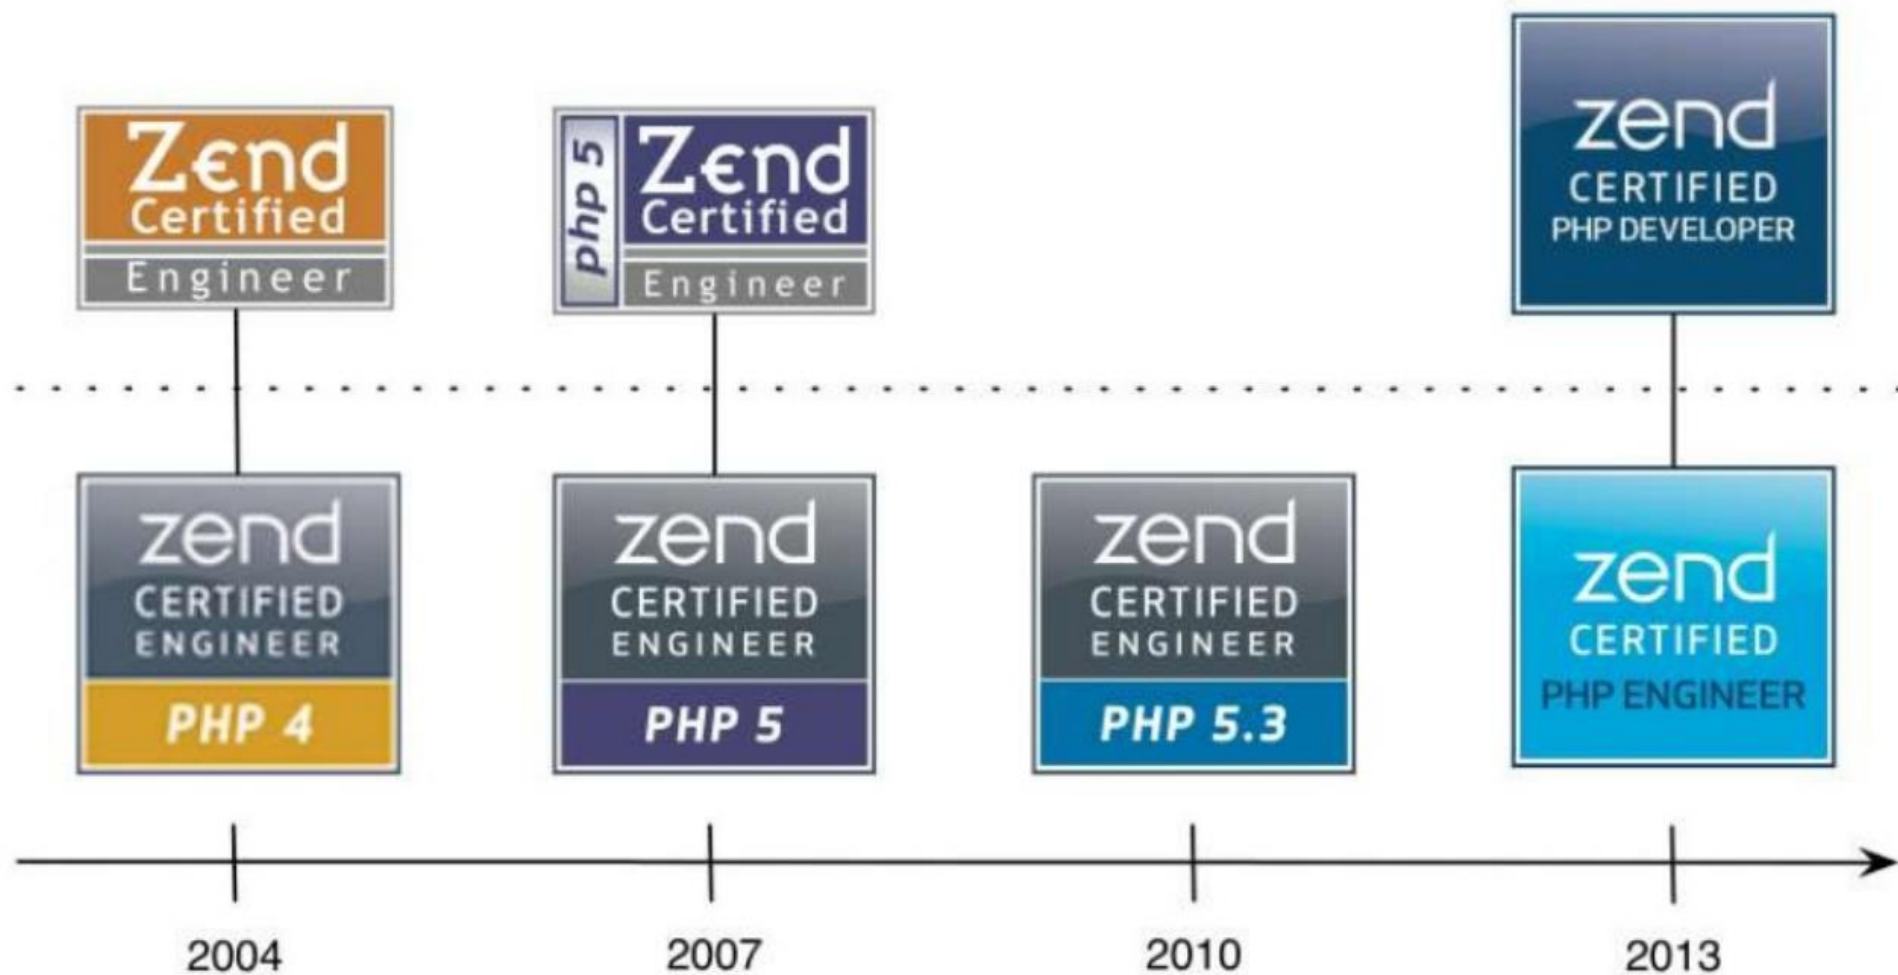 Zend
Certified
Engineer
php 5
Zend
Certified
Engineer
zend
CERTIFIED
PHP DEVELOPER
zend
CERTIFIED
ENGINEER
PHP 4
zend
CERTIFIED
ENGINEER
PHP 5
zend
CERTIFIED
ENGINEER
PHP 5.3
zend
CERTIFIED
PHP ENGINEER
2004
2007
2010
2013